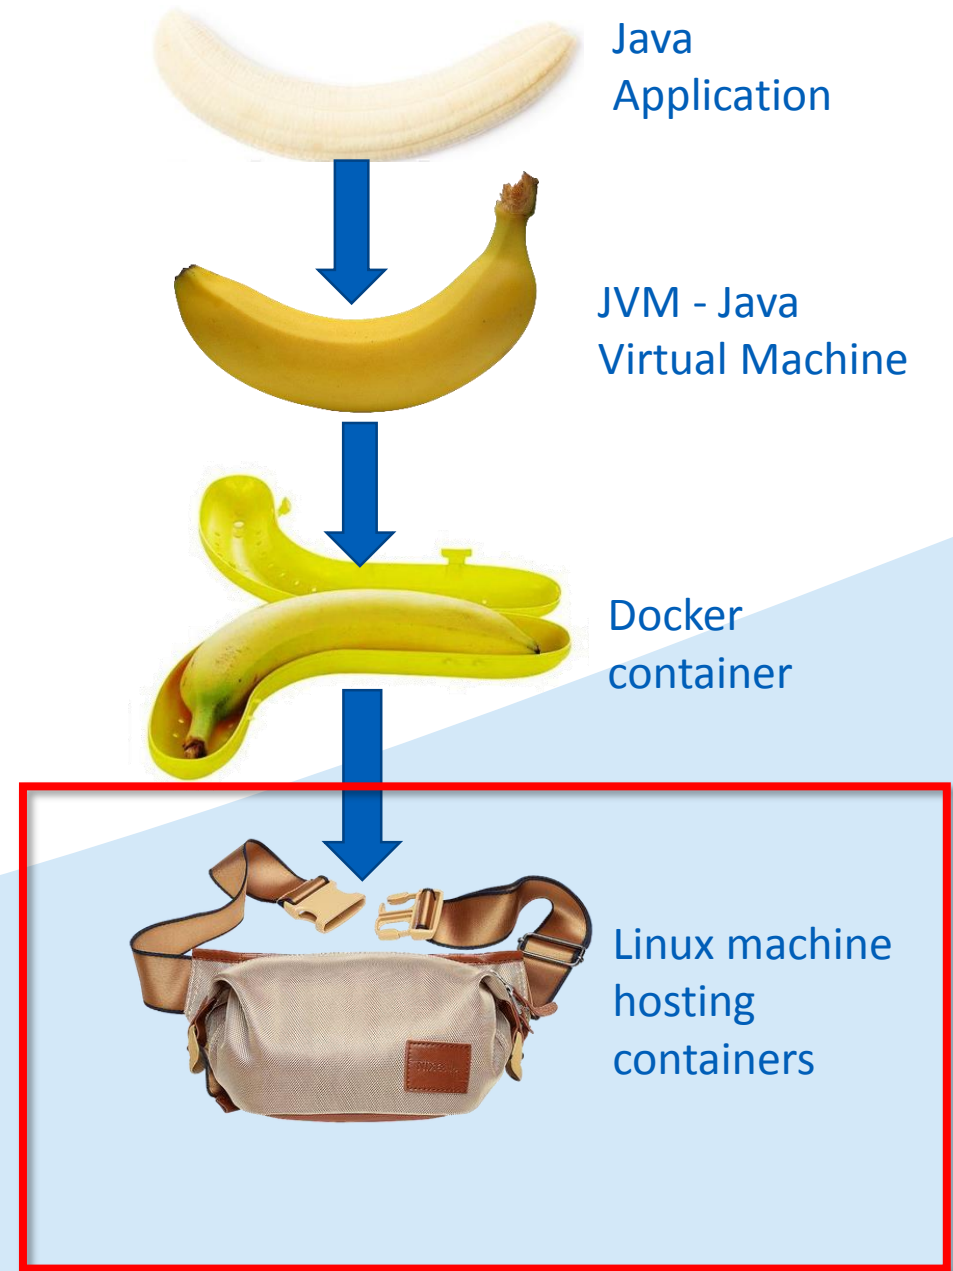 Java
Application
JVM - Java
Virtual Machine
Docker
container
Linux machine
hosting
containers